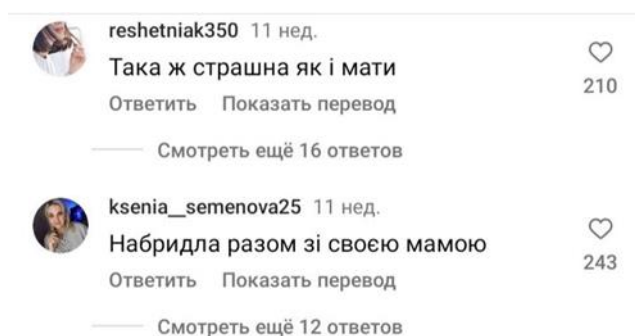 reshetniak350 11 нед.
Така ж страшна як і мати
210
Ответить Показать перевод
Смотреть ещё 16 ответов
ksenia__semenova25 11 нед.
Набридла разом зі своєю мамою
243
Ответить Показать перевод
Смотреть ещё 12 ответов